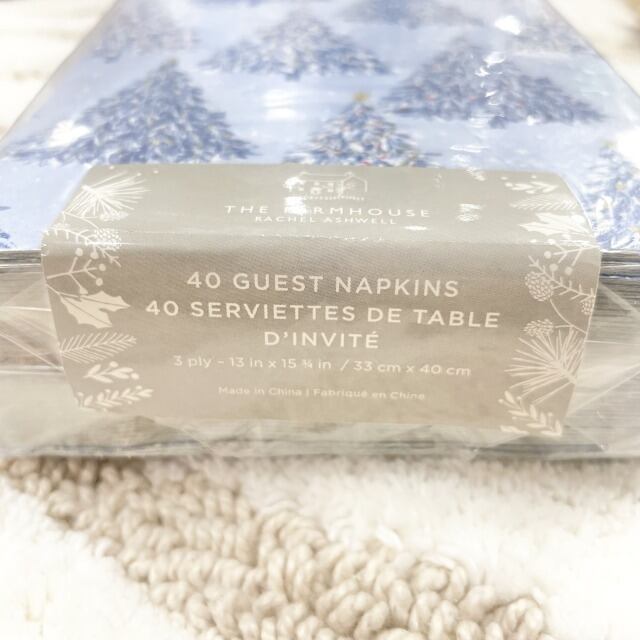 THE FARMHOUSE
RACHEL ASHWELL
40 GUEST NAPKINS
40 SERVIETTES DE TABLE
D'INVITÉ
3 ply – 13 in x 15 ¾ in / 33 cm x 40 cm
Made in China | Fabriqué en Chine